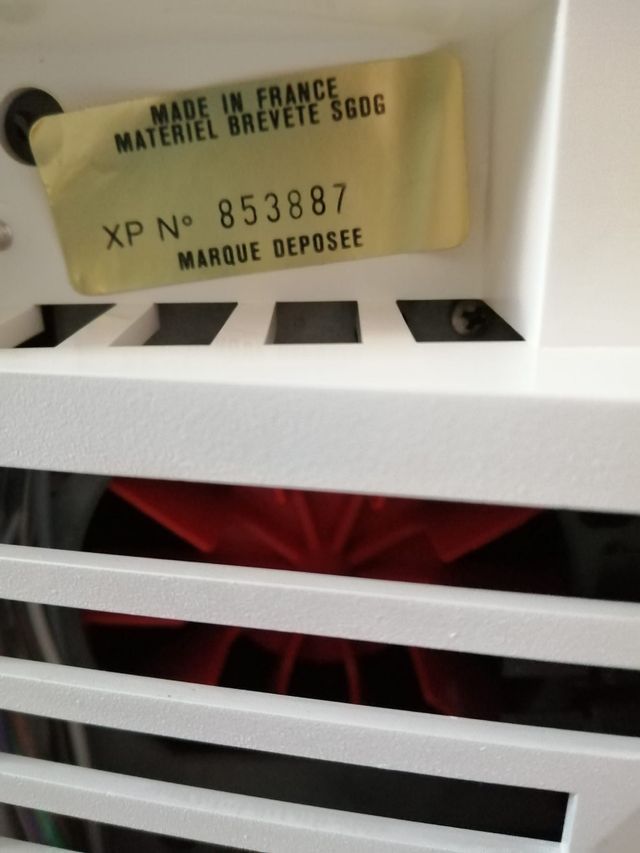 MADE IN FRANCE
MATERIEL BREVETE SGDG
XP N° 853887
MARQUE DEPOSEE